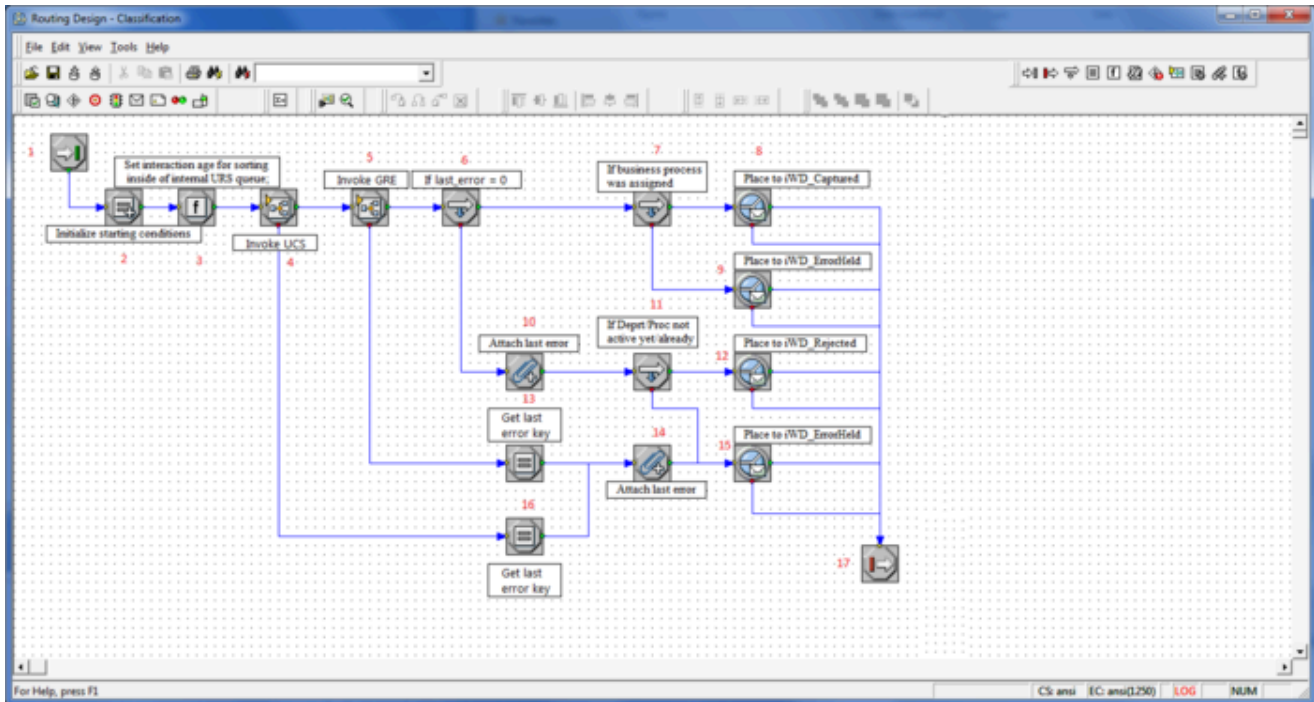 Routing Design - Classification
File Edit View Tools Help
1
Set interaction age for sorting
inside of internal URS queue;
5
Invoke GRE
6
If last_error = 0
7
If business process
was assigned
8
Place to iWD_Captured
Initialize starting conditions
2
3
Invoke UCS
4
9
Place to iWD_ErrorHeld
10
Attach last error
11
If Deprt/Proc not
active yet/already
12
Place to iWD_Rejected
13
Get last
error key
14
Attach last error
15
Place to iWD_ErrorHeld
16
Get last
error key
17
For Help, press F1
CS: ansi
EC: ansi(1250)
LOG
NUM